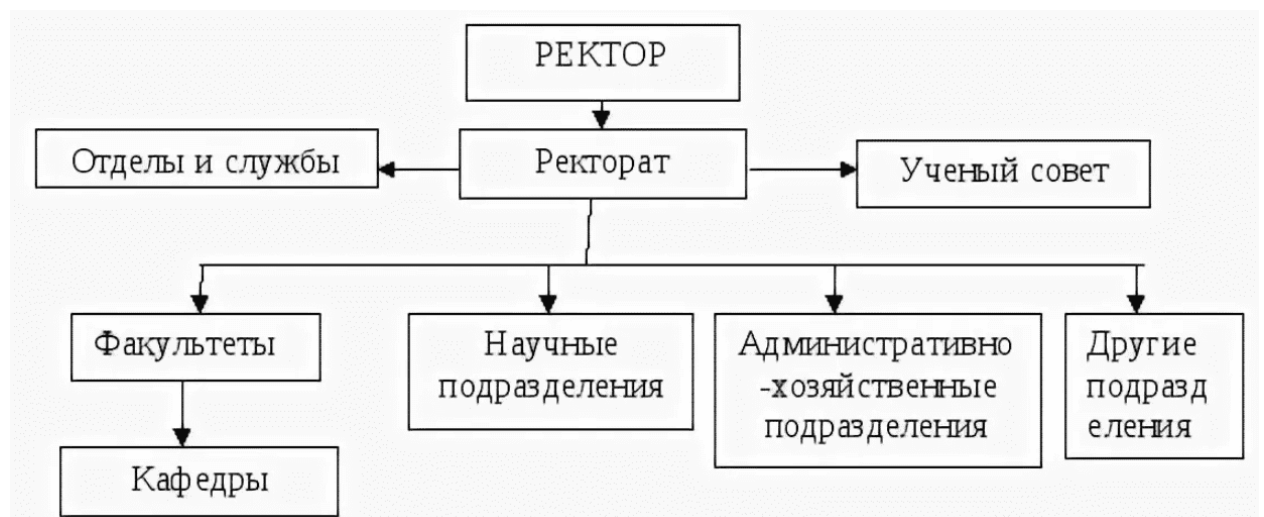 РЕКТОР
Отделы и службы
Ректорат
Ученый совет
Факультеты
Научные
подразделения
Административно
-хозяйственные
подразделения
Другие
подразд
еления
Кафедры